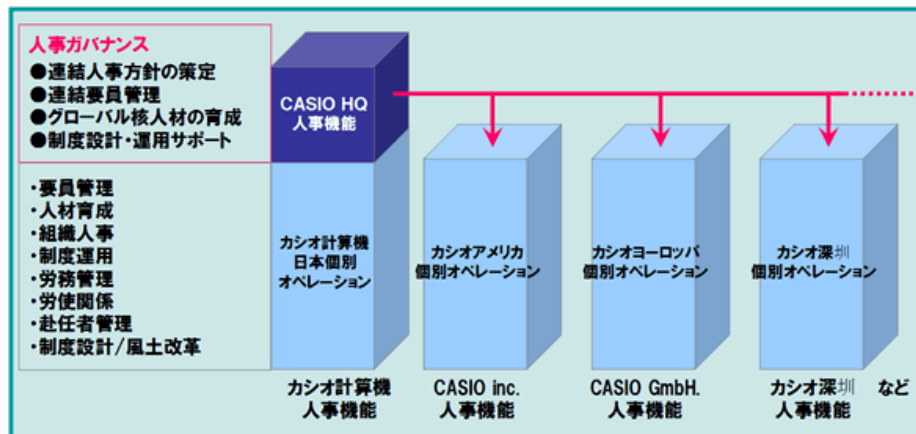 人事ガバナンス
●連結人事方針の策定
●連結要員管理
●グローバル核人材の育成
●制度設計・運用サポート
・要員管理
・人材育成
・組織人事
・制度運用
・労務管理
・労使関係
・赴任者管理
・制度設計/風土改革
CASIO HQ
人事機能
カシオ計算機
日本個別
オペレーション
カシオアメリカ
個別オペレーション
カシオヨーロッパ
個別オペレーション
カシオ深圳
個別オペレーション
カシオ計算機
人事機能
CASIO inc.
人事機能
CASIO GmbH.
人事機能
カシオ深圳 など
人事機能